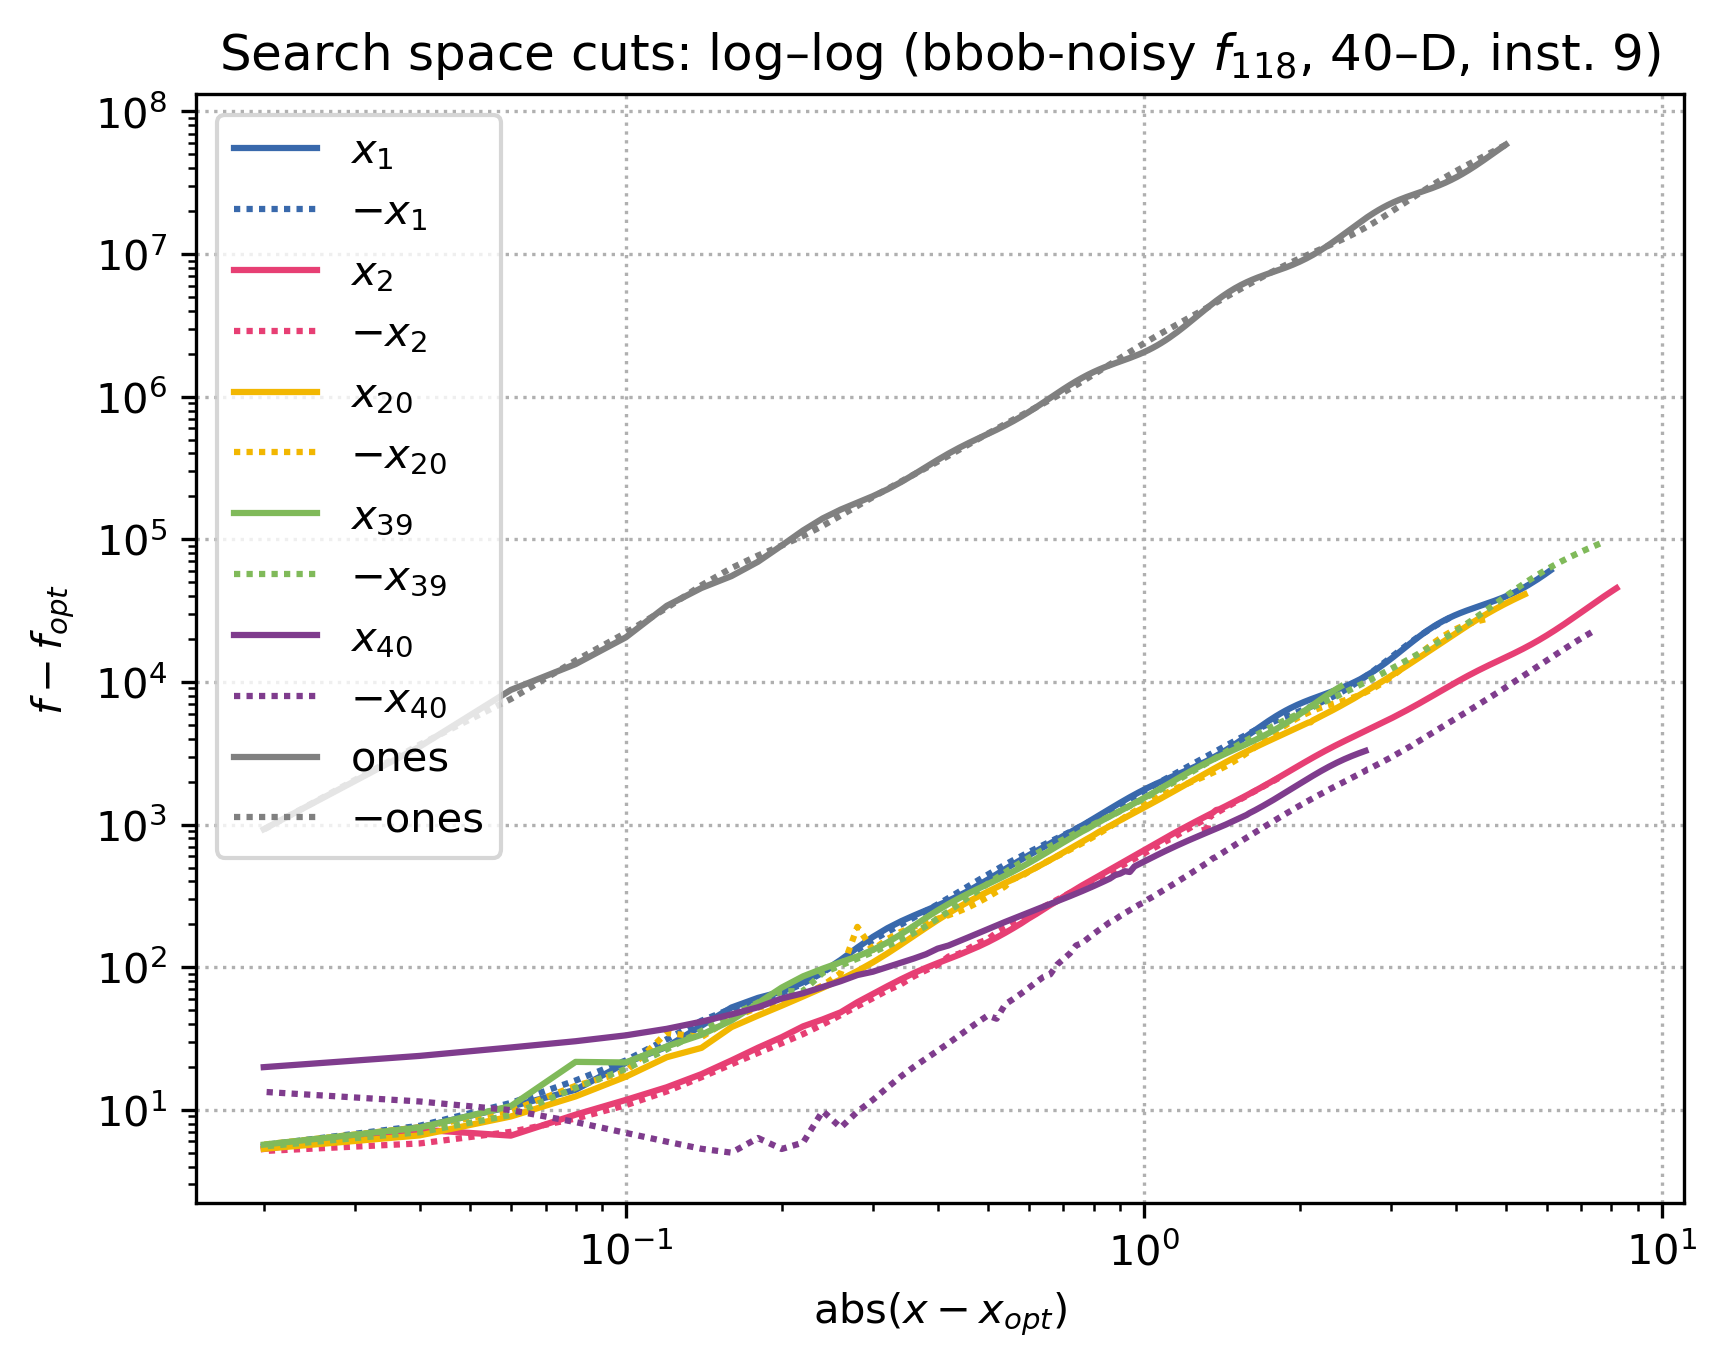 Search space cuts: log–log (bbob-noisy f118, 40–D, inst. 9)
10^8
10^7
10^6
10^5
10^4
10^3
10^2
10^1
f − fopt
x1
−x1
x2
−x2
x20
−x20
x39
−x39
x40
−x40
ones
−ones
10^−1
10^0
10^1
abs(x − xopt)